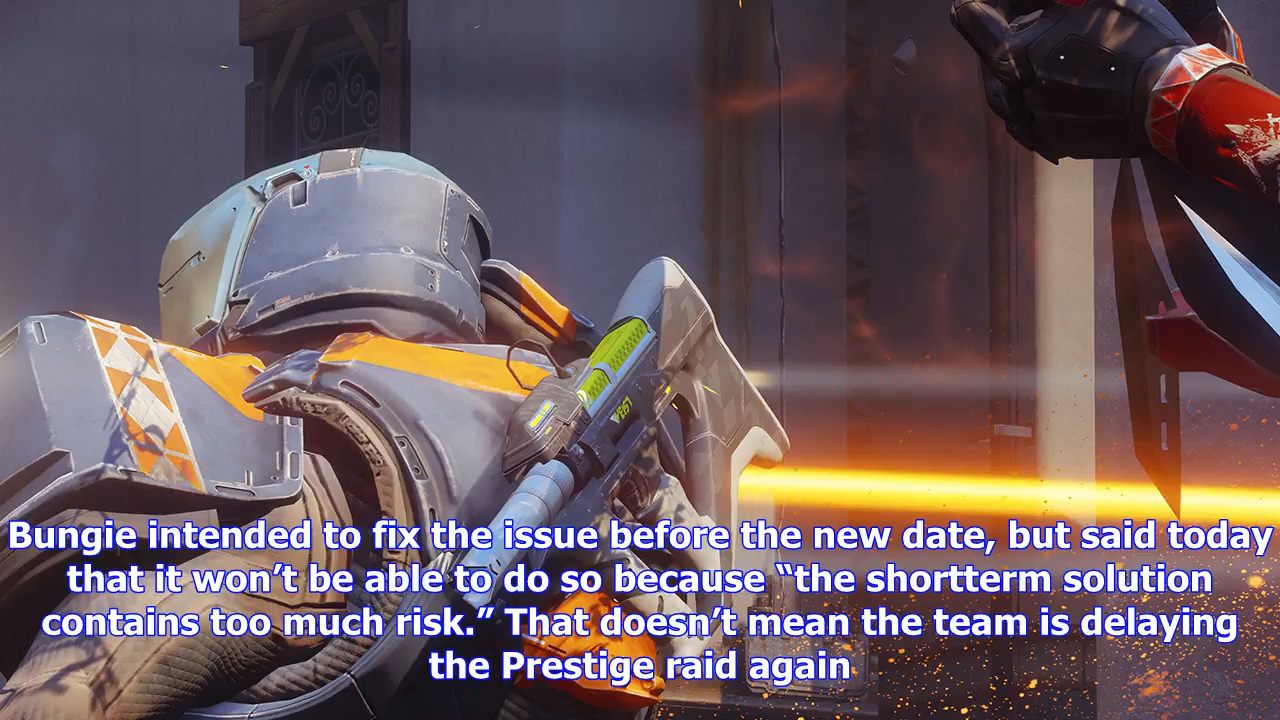 VEIST
Bungie intended to fix the issue before the new date, but said today
that it won’t be able to do so because “the shortterm solution
contains too much risk.” That doesn’t mean the team is delaying
the Prestige raid again